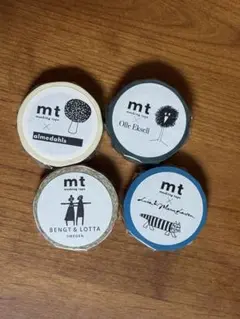 mt
masking tape
×
almedahls
mt
masking tape
×
Olle Eksell
mt
masking tape
×
BENGT & LOTTA
SWEDEN
mt
masking tape
×